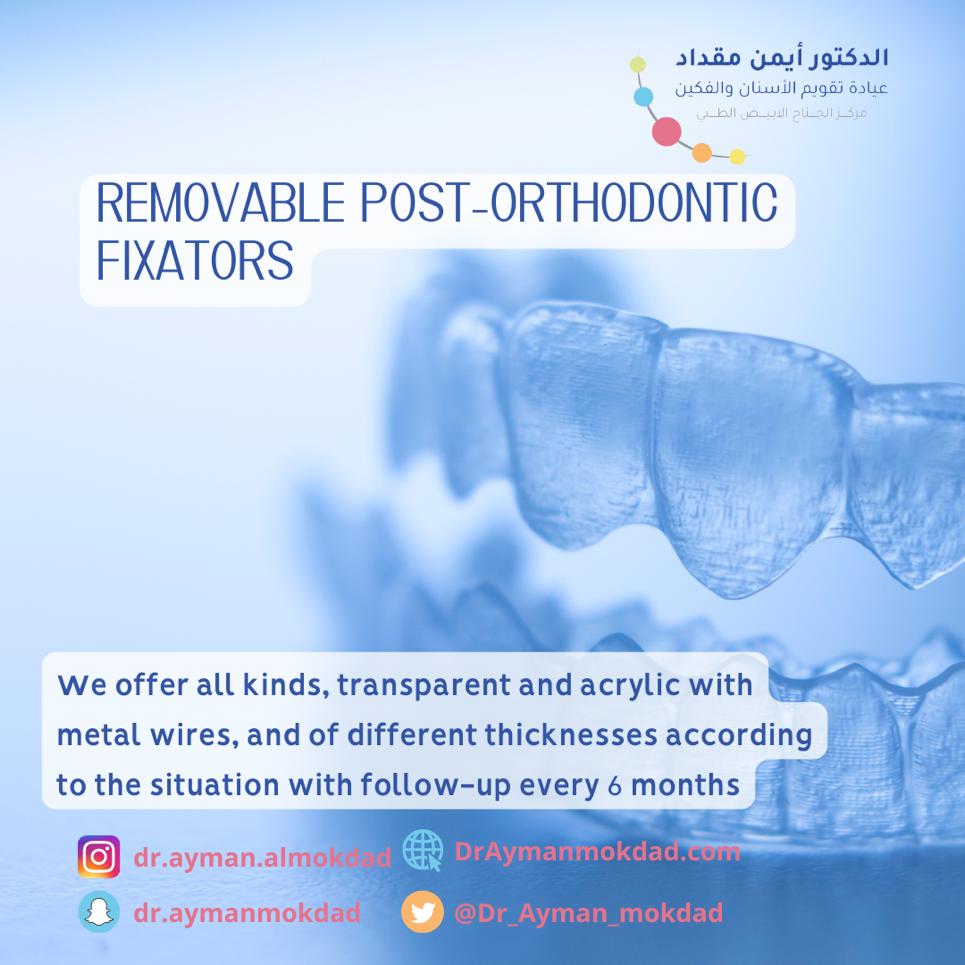 الدكتور أيمن مقداد
عيادة تقويم الأسنان والفكين
مركز الجناح الابيض الطبي
REMOVABLE POST-ORTHODONTIC
FIXATORS
We offer all kinds, transparent and acrylic with
metal wires, and of different thicknesses according
to the situation with follow-up every 6 months
dr.ayman.almokdad
DrAymanmokdad.com
dr.aymanmokdad
@Dr_Ayman_mokdad